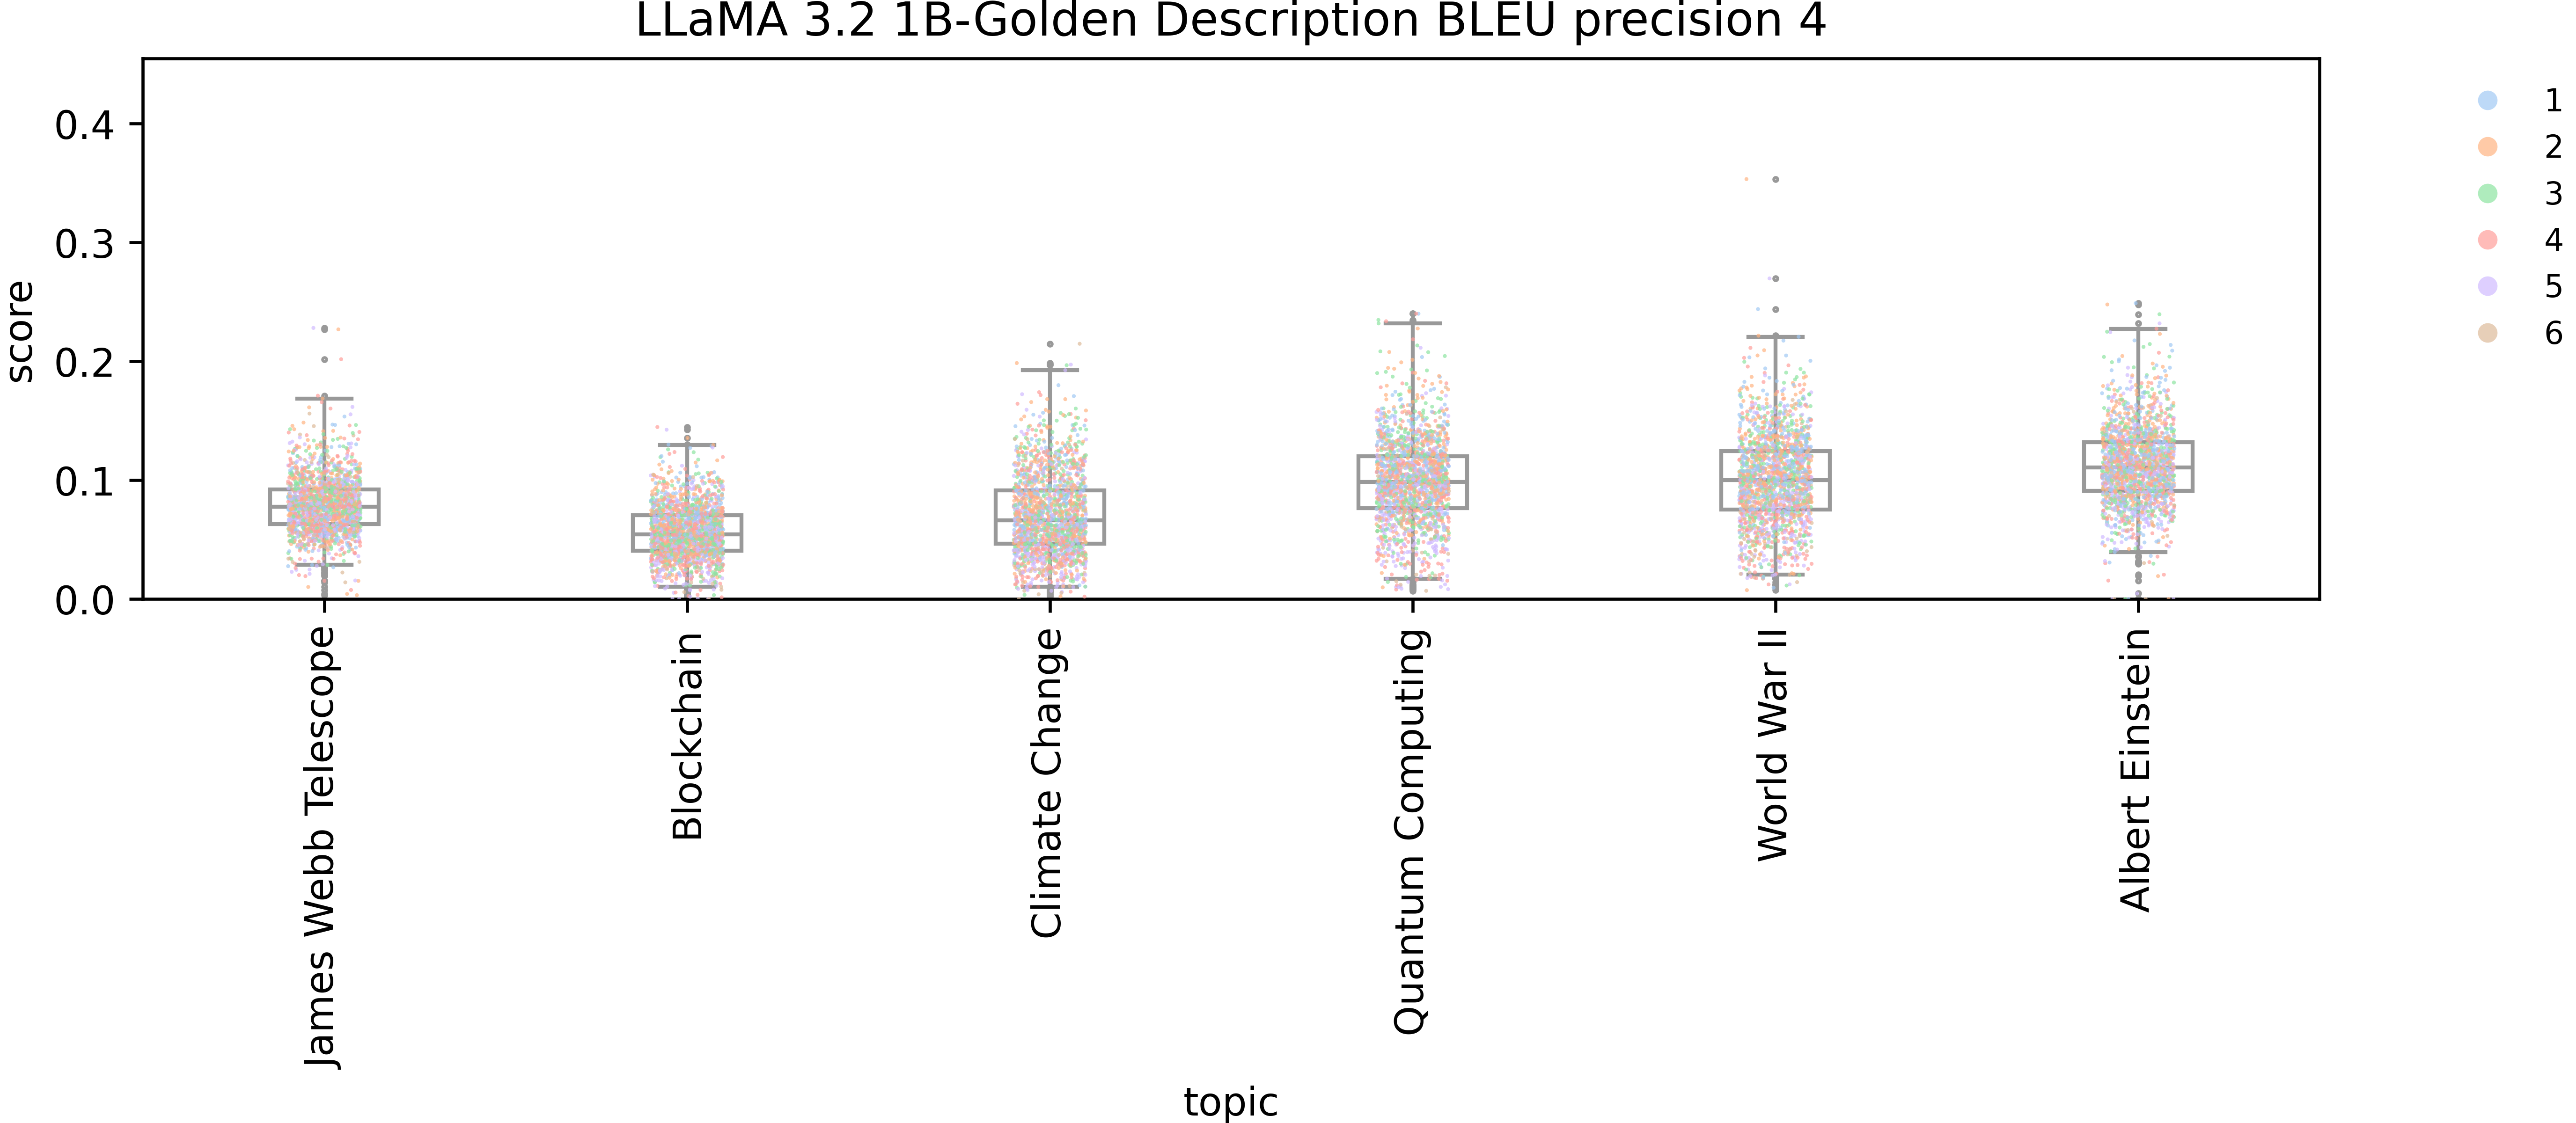 LLaMA 3.2 1B-Golden Description BLEU precision 4
score
0.4
0.3
0.2
0.1
0.0
James Webb Telescope
Blockchain
Climate Change
Quantum Computing
World War II
Albert Einstein
topic
1
2
3
4
5
6